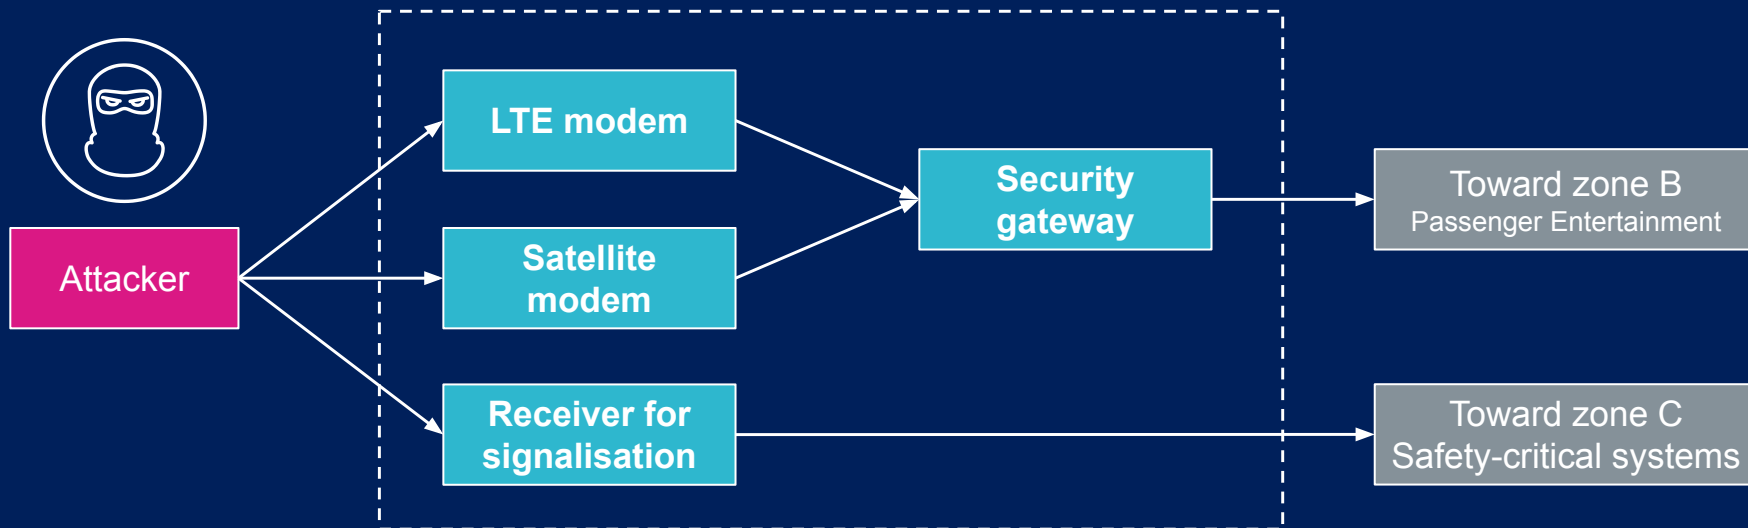 LTE modem
Security
gateway
Toward zone B
Passenger Entertainment
Attacker
Satellite
modem
Receiver for
signalisation
Toward zone C
Safety-critical systems